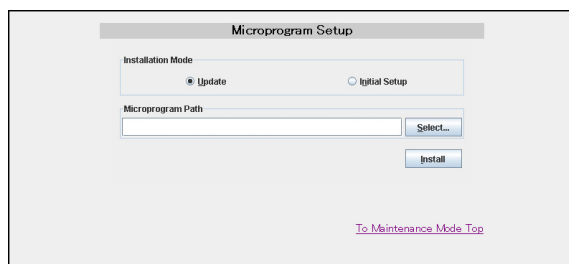 Microprogram Setup
Installation Mode
Update
Initial Setup
Microprogram Path
Select...
Install
To Maintenance Mode Top